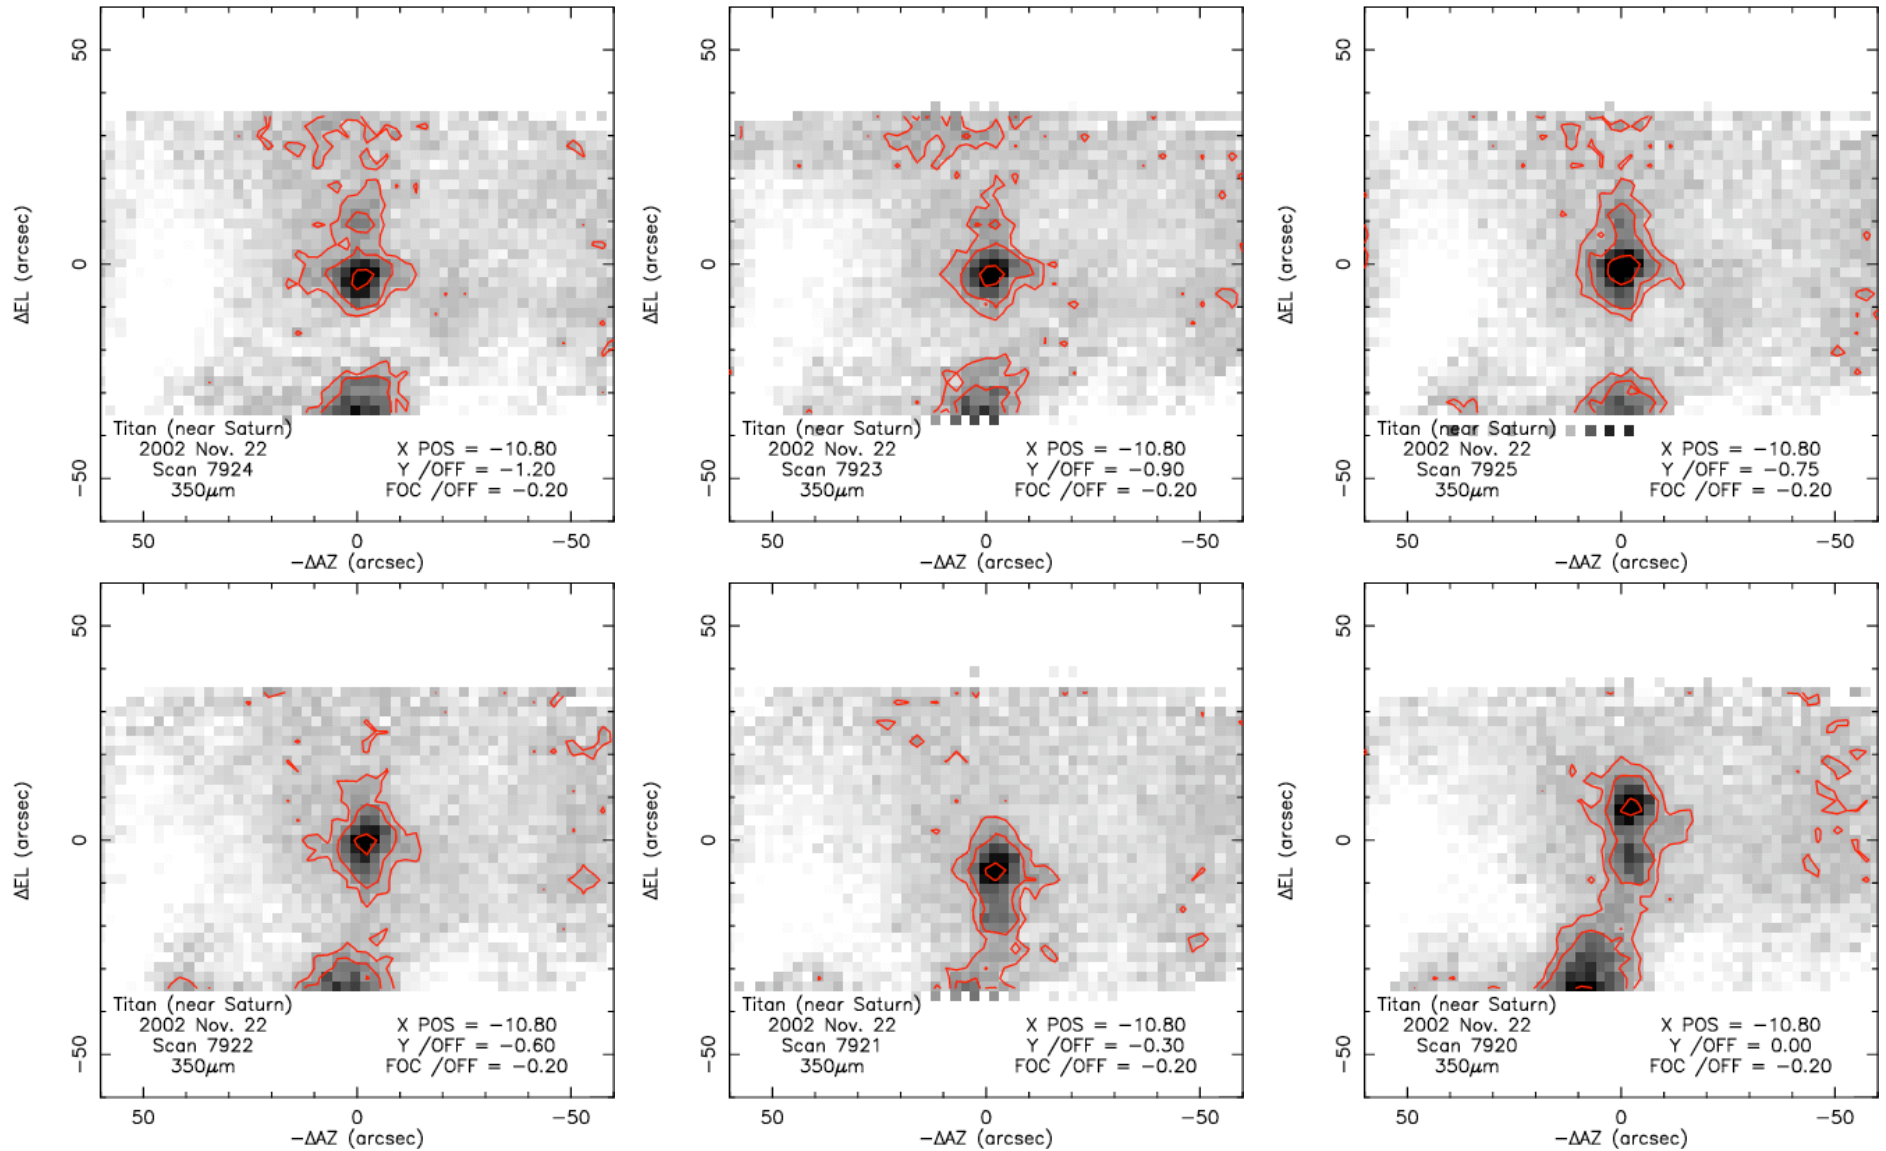 50
0
−50
ΔEL (arcsec)
Titan (near Saturn)
2002 Nov. 22
Scan 7924
350μm
X POS = −10.80
Y /OFF = −1.20
FOC /OFF = −0.20
50 0 −50
−ΔAZ (arcsec)
50
0
−50
ΔEL (arcsec)
Titan (near Saturn)
2002 Nov. 22
Scan 7923
350μm
X POS = −10.80
Y /OFF = −0.90
FOC /OFF = −0.20
50 0 −50
−ΔAZ (arcsec)
50
0
−50
ΔEL (arcsec)
Titan (near Saturn)
2002 Nov. 22
Scan 7925
350μm
X POS = −10.80
Y /OFF = −0.75
FOC /OFF = −0.20
50 0 −50
−ΔAZ (arcsec)
50
0
−50
ΔEL (arcsec)
Titan (near Saturn)
2002 Nov. 22
Scan 7922
350μm
X POS = −10.80
Y /OFF = −0.60
FOC /OFF = −0.20
50 0 −50
−ΔAZ (arcsec)
50
0
−50
ΔEL (arcsec)
Titan (near Saturn)
2002 Nov. 22
Scan 7921
350μm
X POS = −10.80
Y /OFF = −0.30
FOC /OFF = −0.20
50 0 −50
−ΔAZ (arcsec)
50
0
−50
ΔEL (arcsec)
Titan (near Saturn)
2002 Nov. 22
Scan 7920
350μm
X POS = −10.80
Y /OFF = 0.00
FOC /OFF = −0.20
50 0 −50
−ΔAZ (arcsec)